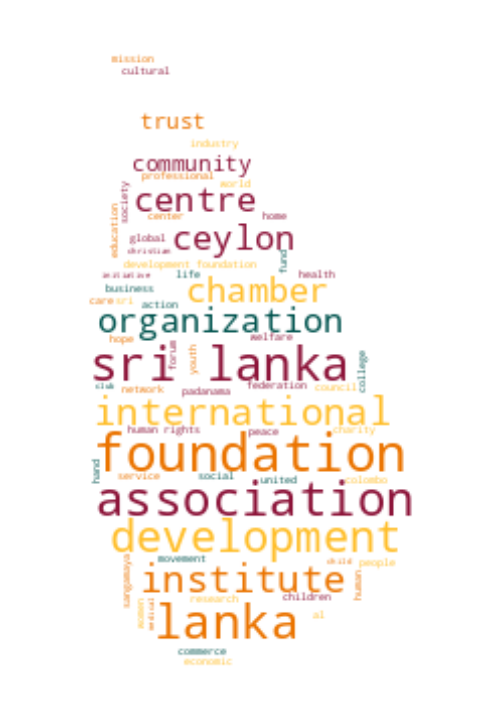 mission
cultural
trust
industry
community
professional
world
society
centre
education
center
home
ceylon
global
christian
fund
development foundation
initiative
life
health
business
chamber
care
sri
action
organization
hope
welfare
forum
youth
sri lanka
college
club
network
padanama
federation
council
international
human rights
peace
charity
foundation
hand
service
social
united
colombo
association
development
movement
child
people
sangamaya
institute
human
women
medical
research
children
lanka
al
commerce
economic